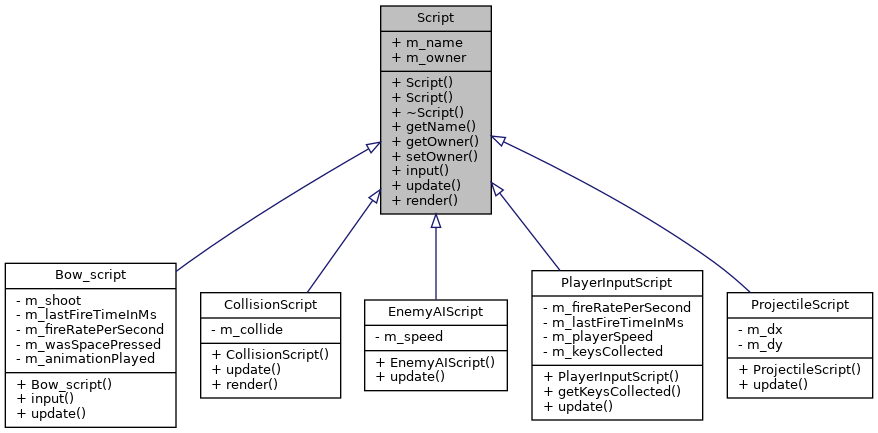 Script
+ m_name
+ m_owner
+ Script()
+ Script()
+ ~Script()
+ getName()
+ getOwner()
+ setOwner()
+ input()
+ update()
+ render()
Bow_script
- m_shoot
- m_lastFireTimeInMs
- m_fireRatePerSecond
- m_wasSpacePressed
- m_animationPlayed
+ Bow_script()
+ input()
+ update()
CollisionScript
- m_collide
+ CollisionScript()
+ update()
+ render()
EnemyAIScript
- m_speed
+ EnemyAIScript()
+ update()
PlayerInputScript
- m_fireRatePerSecond
- m_lastFireTimeInMs
- m_playerSpeed
- m_keysCollected
+ PlayerInputScript()
+ getKeysCollected()
+ update()
ProjectileScript
- m_dx
- m_dy
+ ProjectileScript()
+ update()